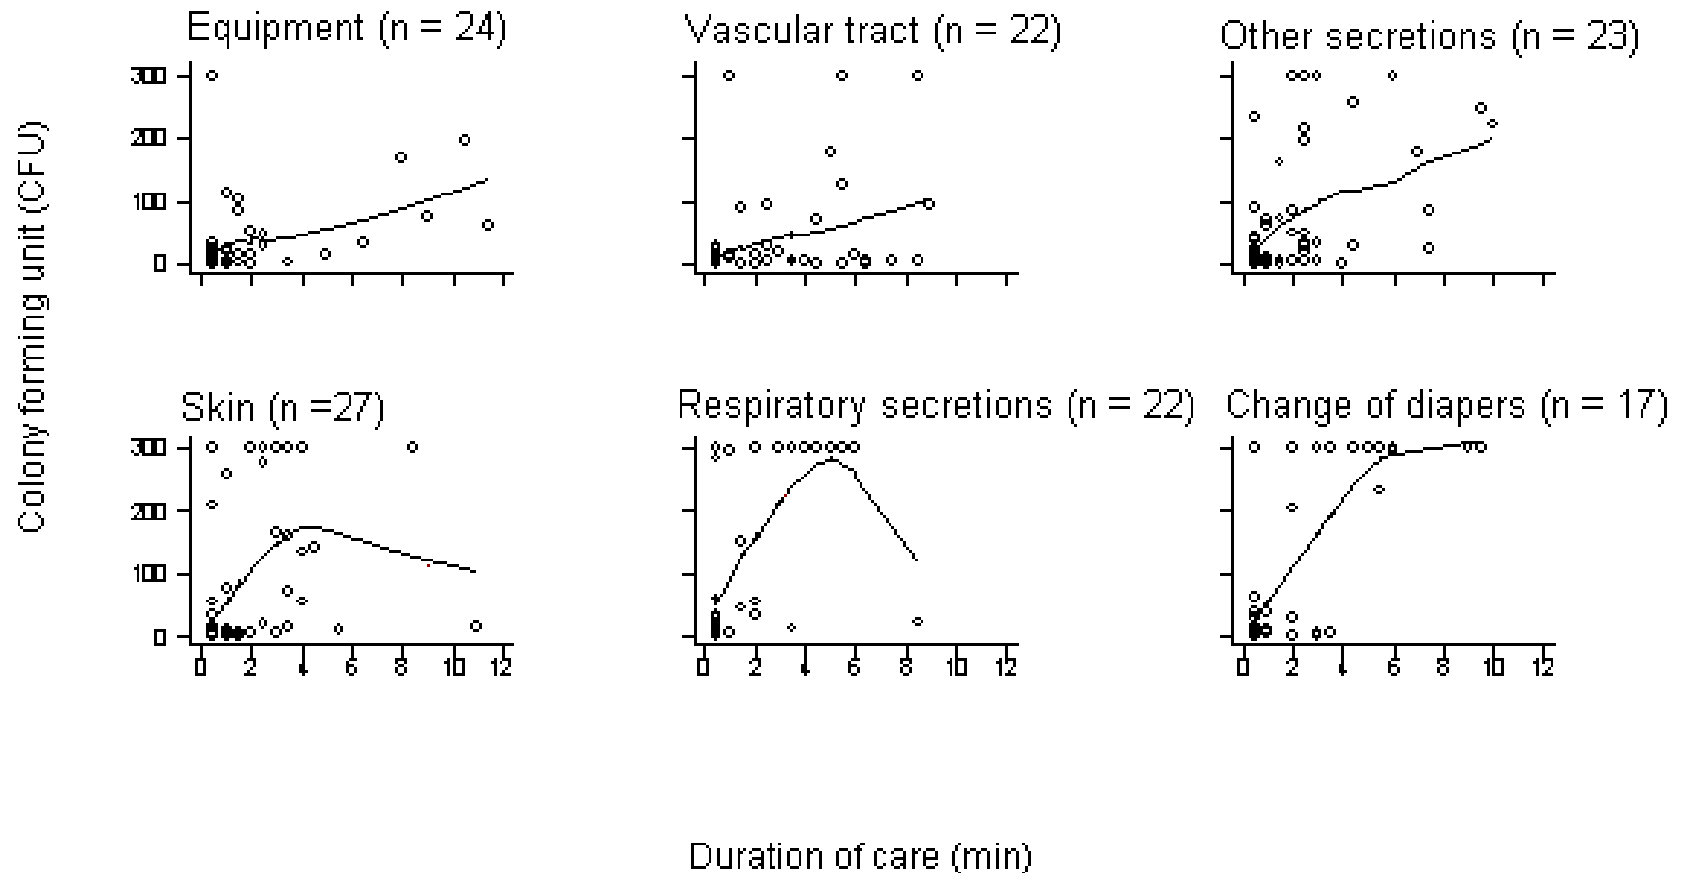 Equipment (n = 24)
Vascular tract (n = 22)
Other secretions (n = 23)
300
200
100
0
Colony forming unit (CFU)
Skin (n =27)
Respiratory secretions (n = 22)
Change of diapers (n = 17)
300
200
100
0
0 2 4 6 8 10 12
0 2 4 6 8 10 12
0 2 4 6 8 10 12
Duration of care (min)